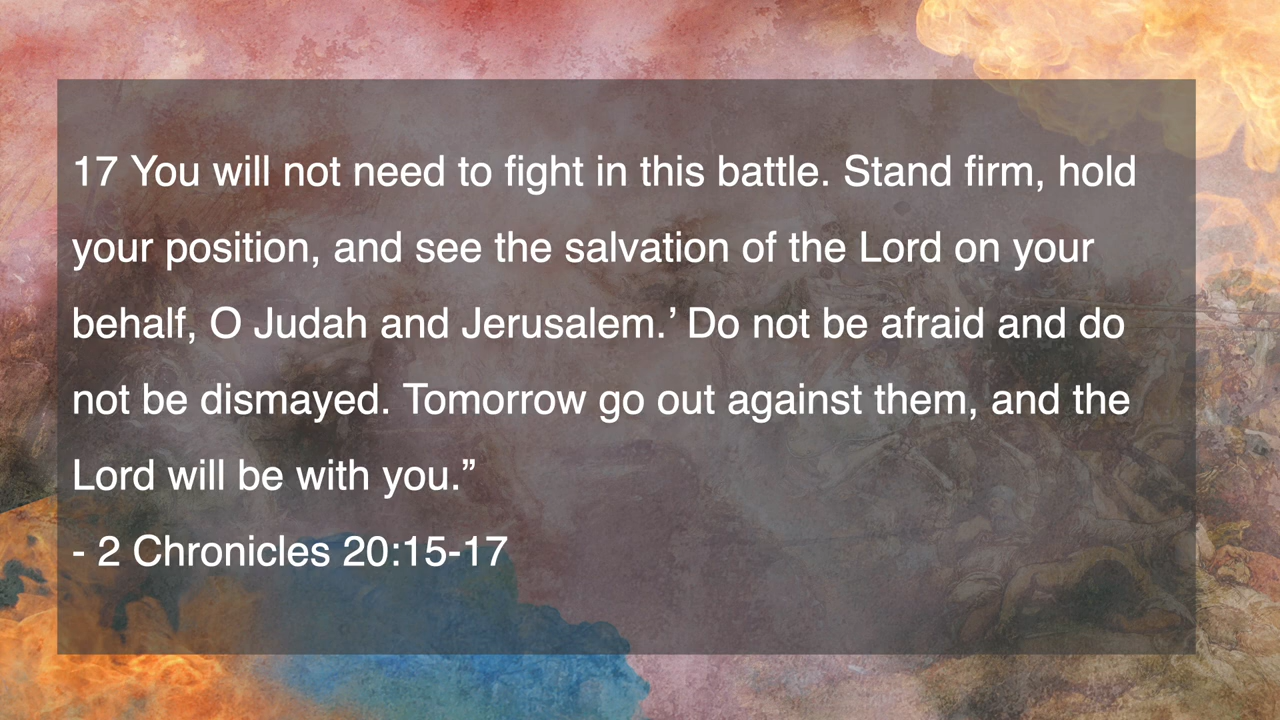 17 You will not need to fight in this battle. Stand firm, hold
your position, and see the salvation of the Lord on your
behalf, O Judah and Jerusalem.’ Do not be afraid and do
not be dismayed. Tomorrow go out against them, and the
Lord will be with you.”
- 2 Chronicles 20:15-17